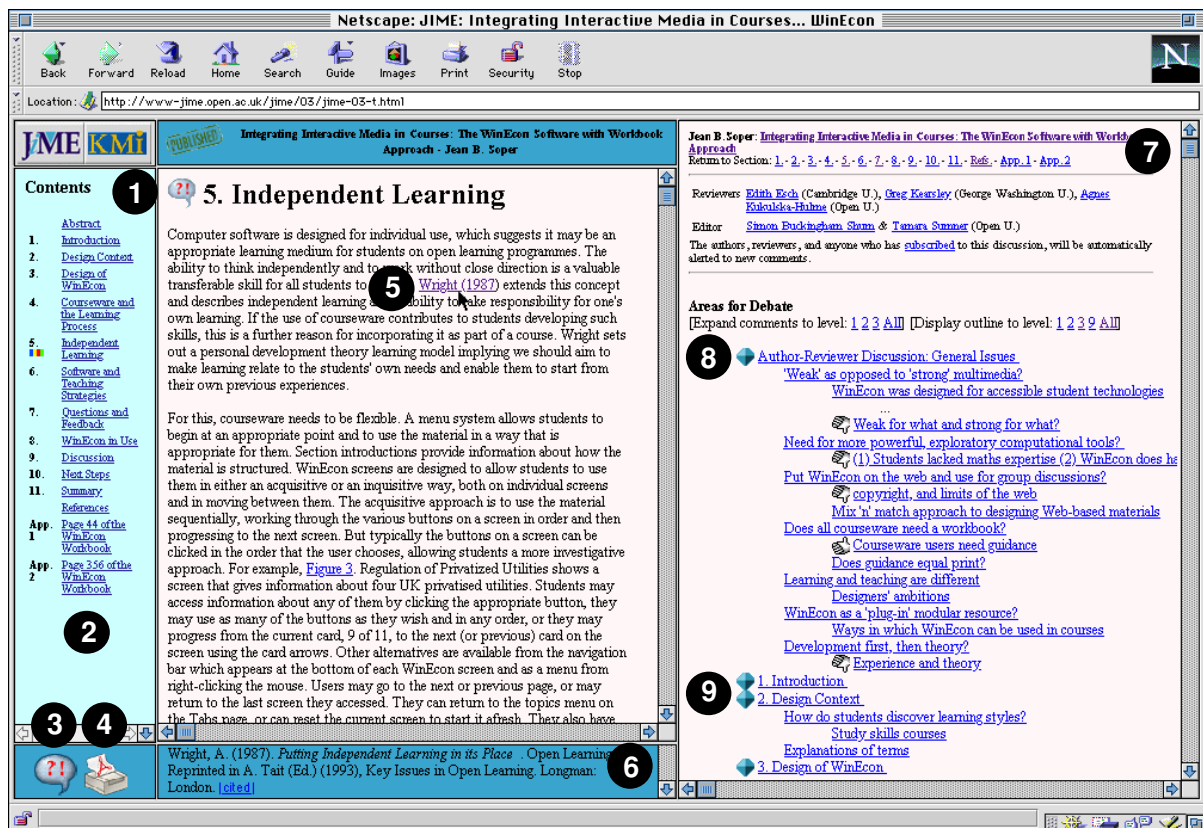 Netscape: JIME: Integrating Interactive Media in Courses... WinEcon
Back Forward Reload Home Search Guide Images Print Security Stop
N
Location: http://www-jime.open.ac.uk/jime/03/jime-03-t.html
JiME KMi
PUBLISHED
Integrating Interactive Media in Courses: The WinEcon Software with Workbook
Approach - Jean B. Soper
Contents
1
Abstract
1. Introduction
2. Design Context
3. Design of
WinEcon
4. Courseware and
the Learning
Process
5. Independent
Learning
6. Software and
Teaching
Strategies
7. Questions and
Feedback
8. WinEcon in Use
9. Discussion
10. Next Steps
11. Summary
References
App. Page 44 of the
1 WinEcon
Workbook
App. Page 356 of the
2 WinEcon
Workbook
2
3 4
?!
?! 5. Independent Learning
Computer software is designed for individual use, which suggests it may be an
appropriate learning medium for students on open learning programmes. The
ability to think independently and to work without close direction is a valuable
transferable skill for all students to 5 Wright (1987) extends this concept
and describes independent learning ability to take responsibility for one's
own learning. If the use of courseware contributes to students developing such
skills, this is a further reason for incorporating it as part of a course. Wright sets
out a personal development theory learning model implying we should aim to
make learning relate to the students' own needs and enable them to start from
their own previous experiences.
For this, courseware needs to be flexible. A menu system allows students to
begin at an appropriate point and to use the material in a way that is
appropriate for them. Section introductions provide information about how the
material is structured. WinEcon screens are designed to allow students to use
them in either an acquisitive or an inquisitive way, both on individual screens
and in moving between them. The acquisitive approach is to use the material
sequentially, working through the various buttons on a screen in order and then
progressing to the next screen. But typically the buttons on a screen can be
clicked in the order that the user chooses, allowing students a more investigative
approach. For example, Figure 3. Regulation of Privatized Utilities shows a
screen that gives information about four UK privatised utilities. Students may
access information about any of them by clicking the appropriate button, they
may use as many of the buttons as they wish and in any order, or they may
progress from the current card, 9 of 11, to the next (or previous) card on the
screen using the card arrows. Other alternatives are available from the navigation
bar which appears at the bottom of each WinEcon screen and as a menu from
right-clicking the mouse. Users may go to the next or previous page, or may
return to the last screen they accessed. They can return to the topics menu on
the Tabs page, or can reset the current screen to start it afresh. They also have
Wright, A. (1987). Putting Independent Learning in its Place . Open Learning
Reprinted in A. Tait (Ed.) (1993), Key Issues in Open Learning. Longman:
London. [cited]
6
Jean B. Soper: Integrating Interactive Media in Courses: The WinEcon Software with
Approach
7
Return to Section: 1. - 2. - 3. - 4. - 5. - 6. - 7. - 8. - 9. - 10. - 11. - Refs. - App. 1 - App. 2
Reviewers Edith Esch (Cambridge U.), Greg Kearsley (George Washington U.), Agnes
Kukulska-Hulme (Open U.)
Editor Simon Buckingham Shum & Tamara Sumner (Open U.)
The authors, reviewers, and anyone who has subscribed to this discussion, will be automatically
alerted to new comments.
Areas for Debate
[Expand comments to level: 1 2 3 All] [Display outline to level: 1 2 3 9 All]
8 Author-Reviewer Discussion: General Issues
'Weak' as opposed to 'strong' multimedia?
WinEcon was designed for accessible student technologies
...
Weak for what and strong for what?
Need for more powerful, exploratory computational tools?
(1) Students lacked maths expertise (2) WinEcon does ha
Put WinEcon on the web and use for group discussions?
copyright, and limits of the web
Mix 'n' match approach to designing Web-based materials
Does all courseware need a workbook?
Courseware users need guidance
Does guidance equal print?
Learning and teaching are different
Designers' ambitions
WinEcon as a 'plug-in' modular resource?
Ways in which WinEcon can be used in courses
Development first, then theory?
Experience and theory
9 1. Introduction
2. Design Context
How do students discover learning styles?
Study skills courses
Explanations of terms
3. Design of WinEcon